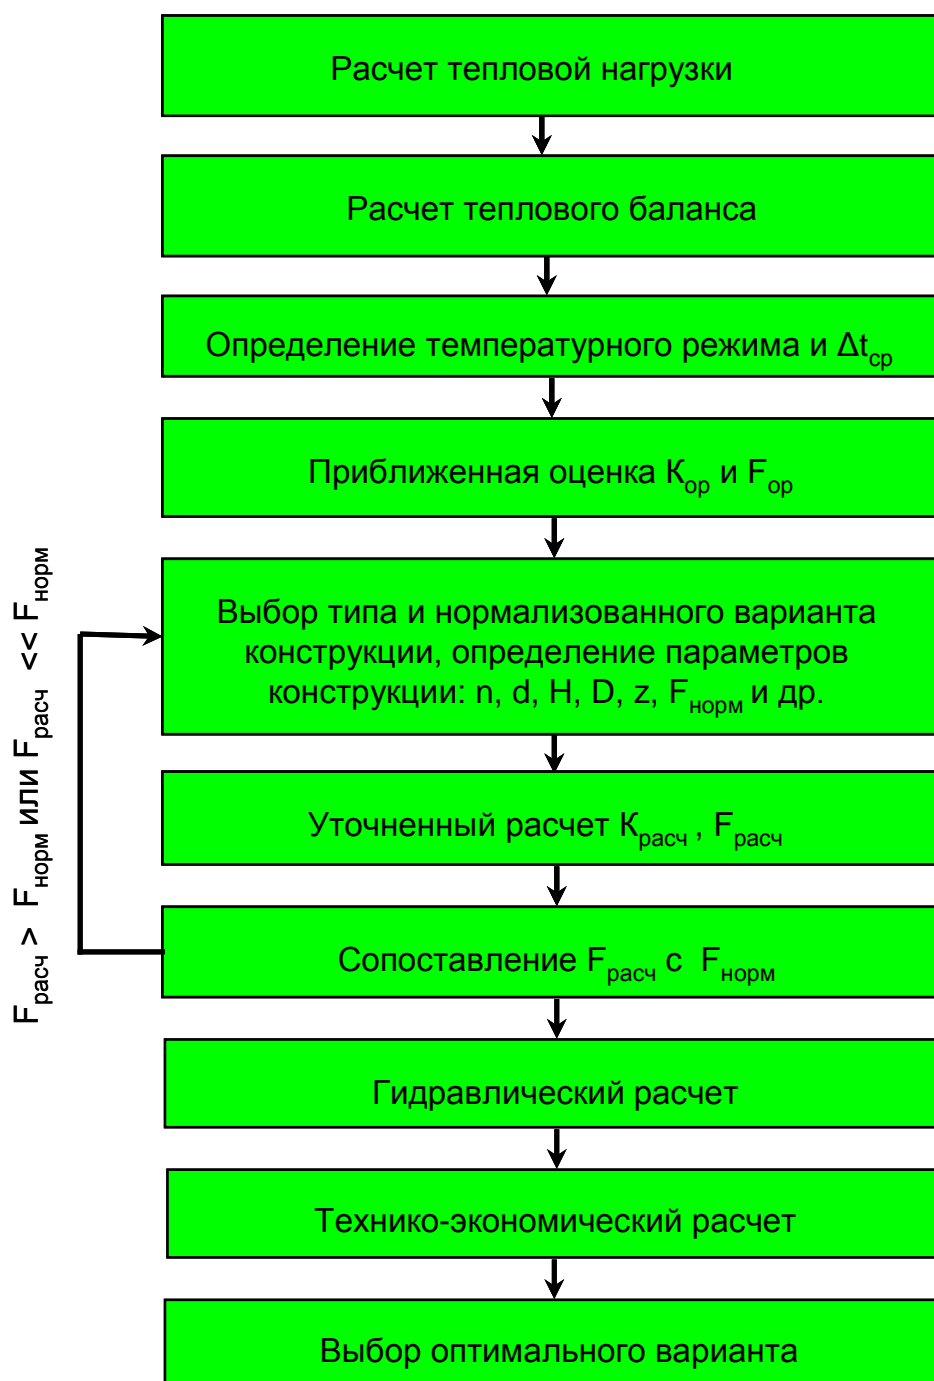 Расчет тепловой нагрузки
Расчет теплового баланса
Определение температурного режима и Δtср
Приближенная оценка Кор и Fор
Выбор типа и нормализованного варианта
конструкции, определение параметров
конструкции: n, d, H, D, z, Fнорм и др.
Уточненный расчет Красч , Fрасч
Сопоставление Fрасч с Fнорм
Fрасч > Fнорм или Fрасч << Fнорм
Гидравлический расчет
Технико-экономический расчет
Выбор оптимального варианта